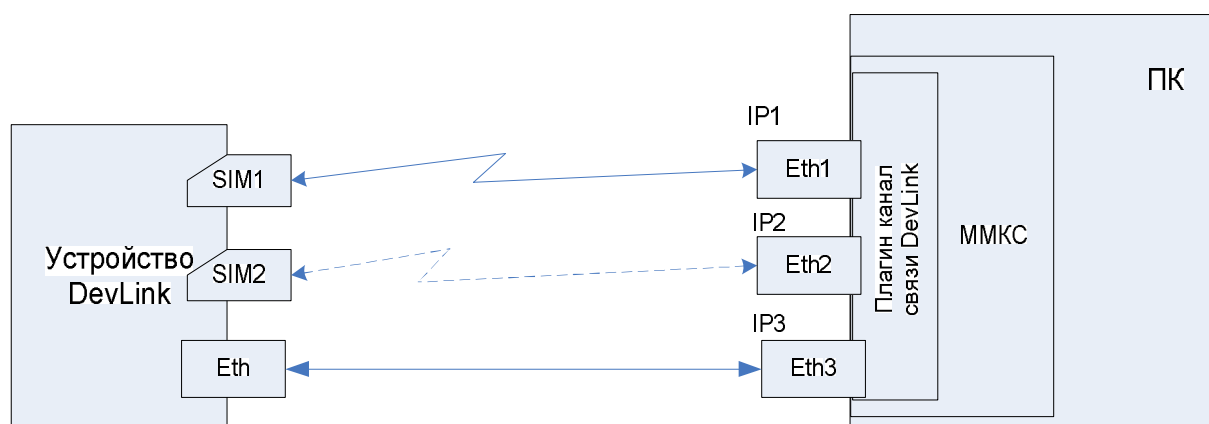 ПК
IP1
SIM1
Eth1
Устройство
DevLink
SIM2
IP2
Eth2
Плагин канал
связи DevLink
ММКС
IP3
Eth
Eth3